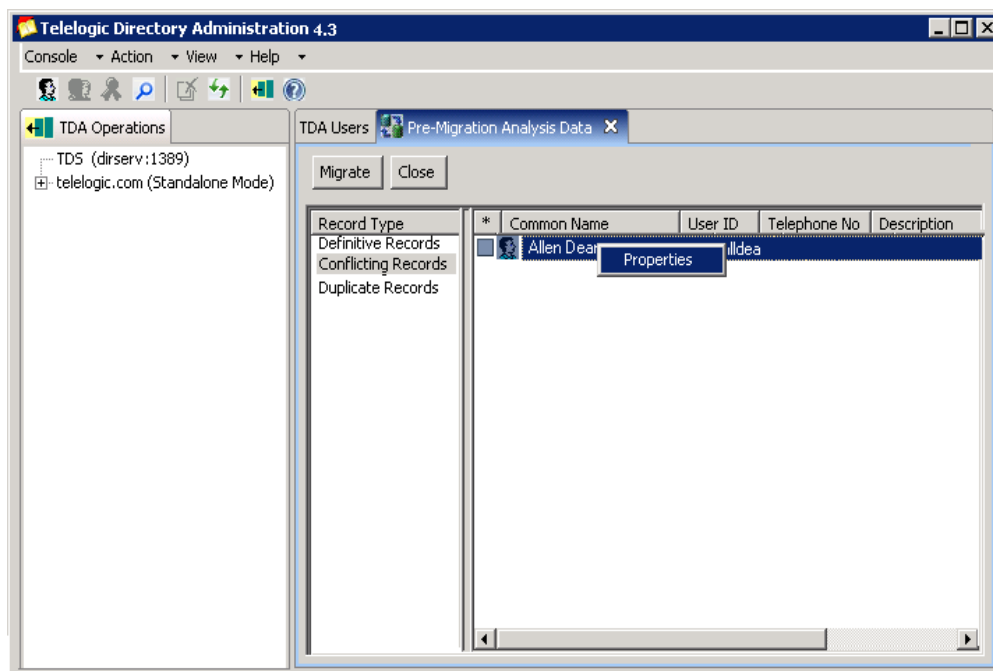 Telelogic Directory Administration 4.3
Console Action View Help
TDA Operations
TDS (dirserv:1389)
telelogic.com (Standalone Mode)
TDA Users Pre-Migration Analysis Data
Migrate Close
Record Type
Definitive Records
Conflicting Records
Duplicate Records
* Common Name User ID Telephone No Description
Allen Dean
Properties